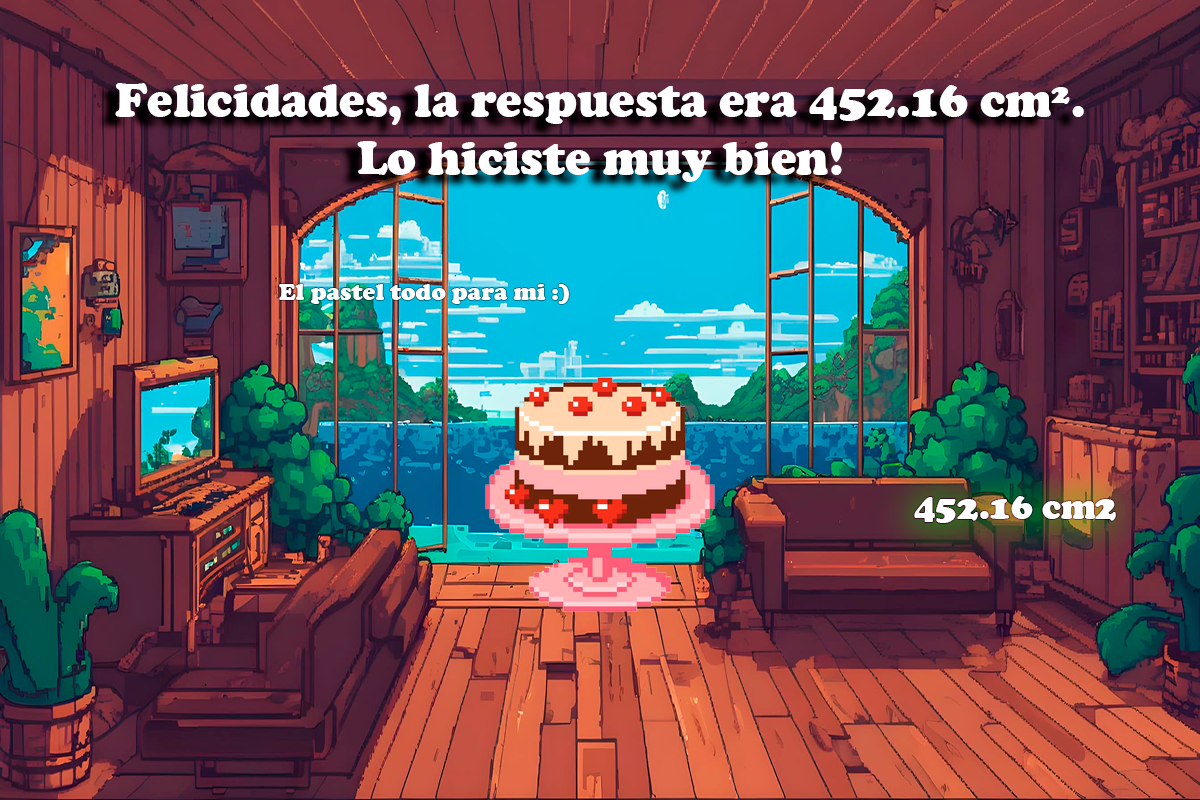 Felicidades, la respuesta era 452.16 cm².
Lo hiciste muy bien!
El pastel todo para mi :)
452.16 cm2